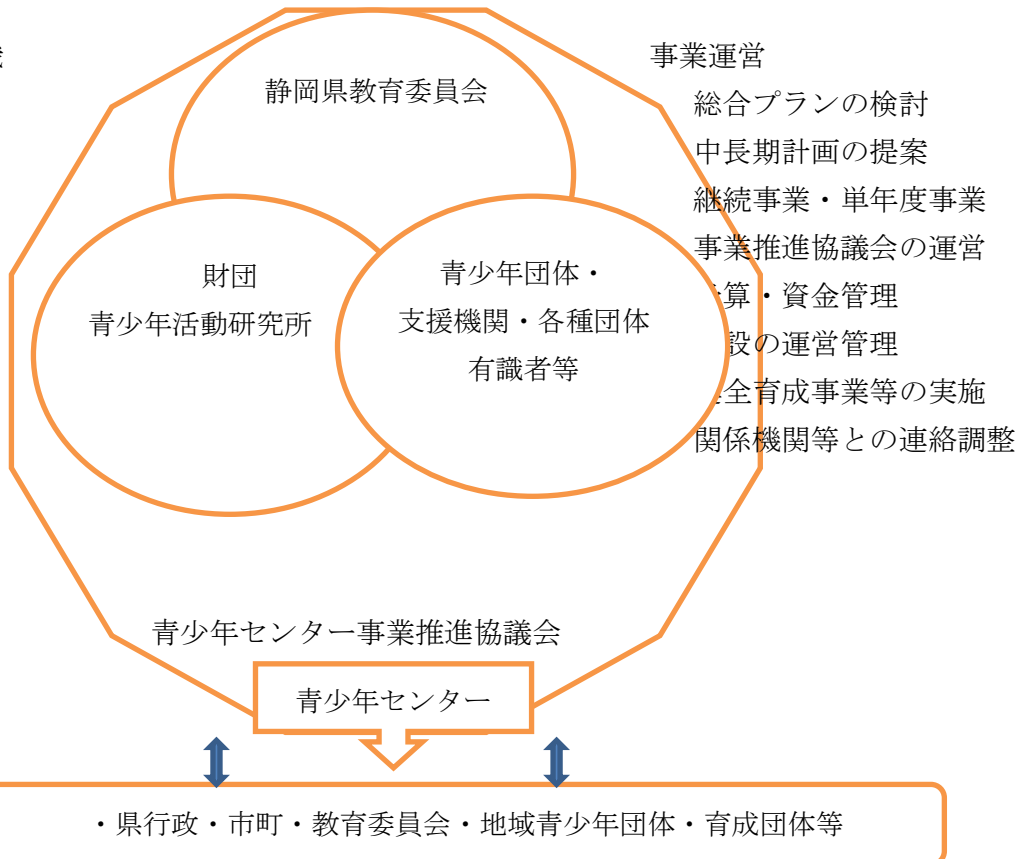 静岡県教育委員会
財団
青少年活動研究所
青少年団体・
支援機関・各種団体
有識者等
事業運営
総合プランの検討
中長期計画の提案
継続事業・単年度事業
事業推進協議会の運営
算・資金管理
設の運営管理
全育成事業等の実施
関係機関等との連絡調整
青少年センター事業推進協議会
青少年センター
・県行政・市町・教育委員会・地域青少年団体・育成団体等